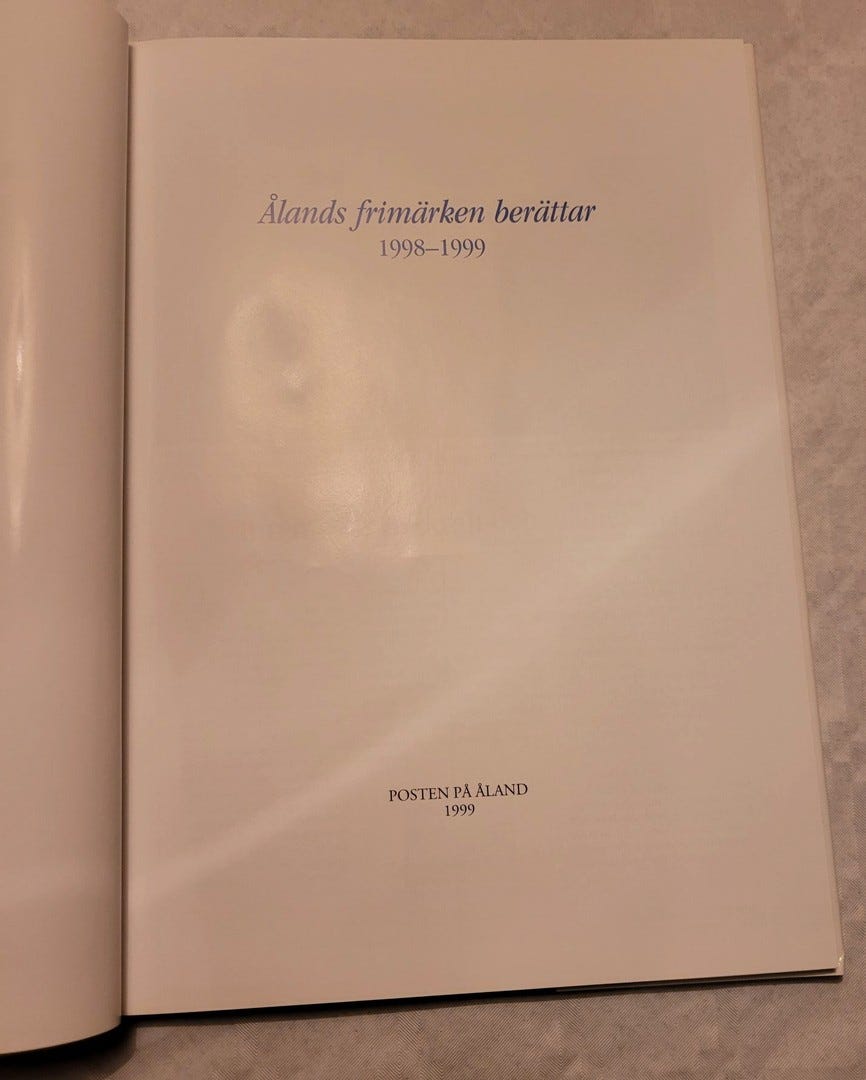 Ålands frimärken berättar
1998–1999
POSTEN PÅ ÅLAND
1999